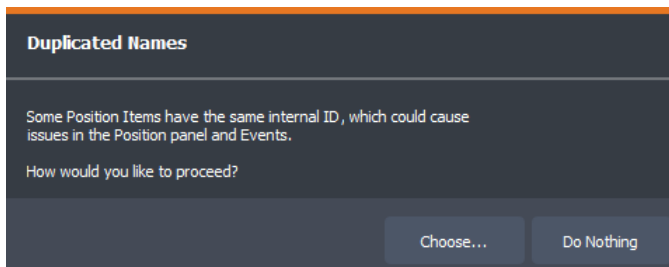 Duplicated Names
Some Position Items have the same internal ID, which could cause
issues in the Position panel and Events.
How would you like to proceed?
Choose...
Do Nothing